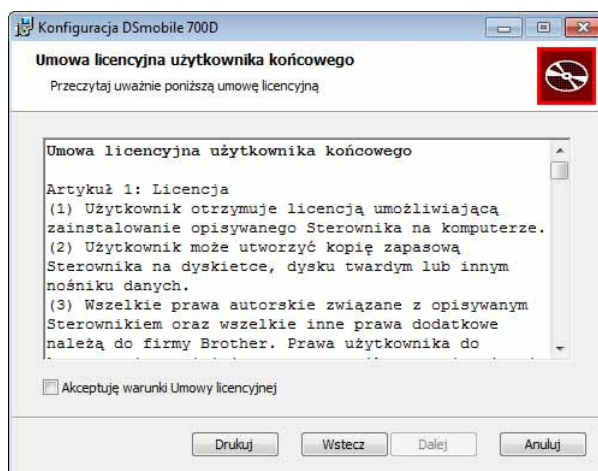 Konfiguracja DSmobile 700D
Umowa licencyjna użytkownika końcowego
Przeczytaj uważnie poniższą umowę licencyjną
Umowa licencyjna użytkownika końcowego
Artykuł 1: Licencja
(1) Użytkownik otrzymuje licencją umożliwiającą
zainstalowanie opisywanego Sterownika na komputerze.
(2) Użytkownik może utworzyć kopię zapasową
Sterownika na dyskietce, dysku twardym lub innym
nośniku danych.
(3) Wszelkie prawa autorskie związane z opisywanym
Sterownikiem oraz wszelkie inne prawa dodatkowe
należą do firmy Brother. Prawa użytkownika do
Akceptuję warunki Umowy licencyjnej
Drukuj Wstecz Dalej Anuluj